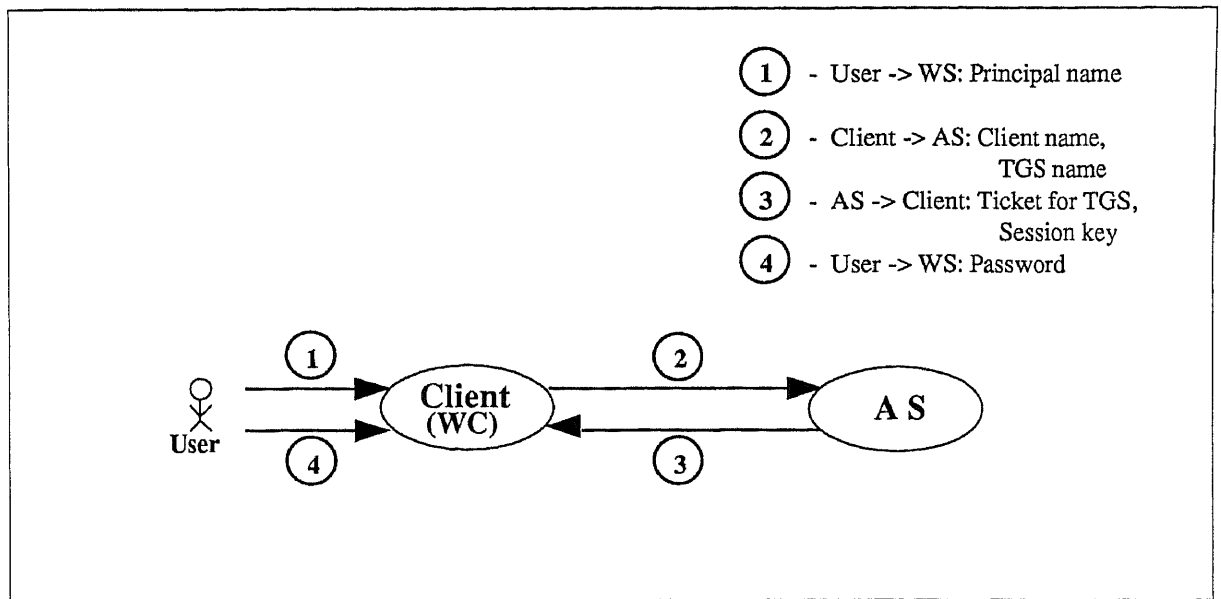 1 - User -> WS: Principal name
2 - Client -> AS: Client name,
TGS name
3 - AS -> Client: Ticket for TGS,
Session key
4 - User -> WS: Password
1
2
Client
(WC)
A S
User
4
3